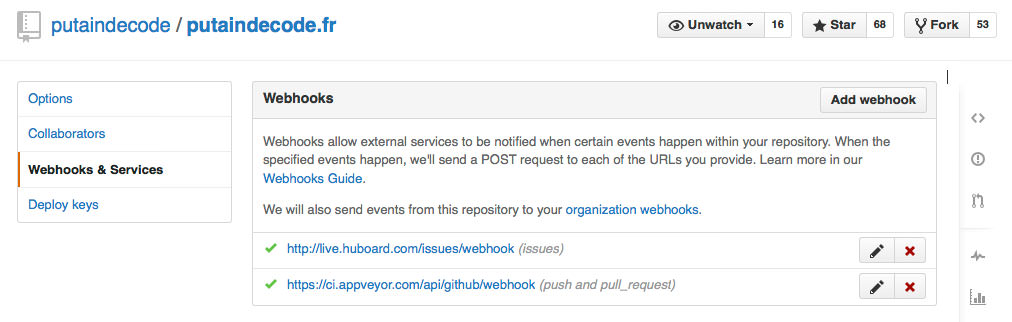 putaindecode / putaindecode.fr
Unwatch 16 Star 68 Fork 53
Options
Collaborators
Webhooks & Services
Deploy keys
Webhooks
Add webhook
Webhooks allow external services to be notified when certain events happen within your repository. When the
specified events happen, we'll send a POST request to each of the URLs you provide. Learn more in our
Webhooks Guide.
We will also send events from this repository to your organization webhooks.
http://live.huboard.com/issues/webhook (issues)
https://ci.appveyor.com/api/github/webhook (push and pull_request)